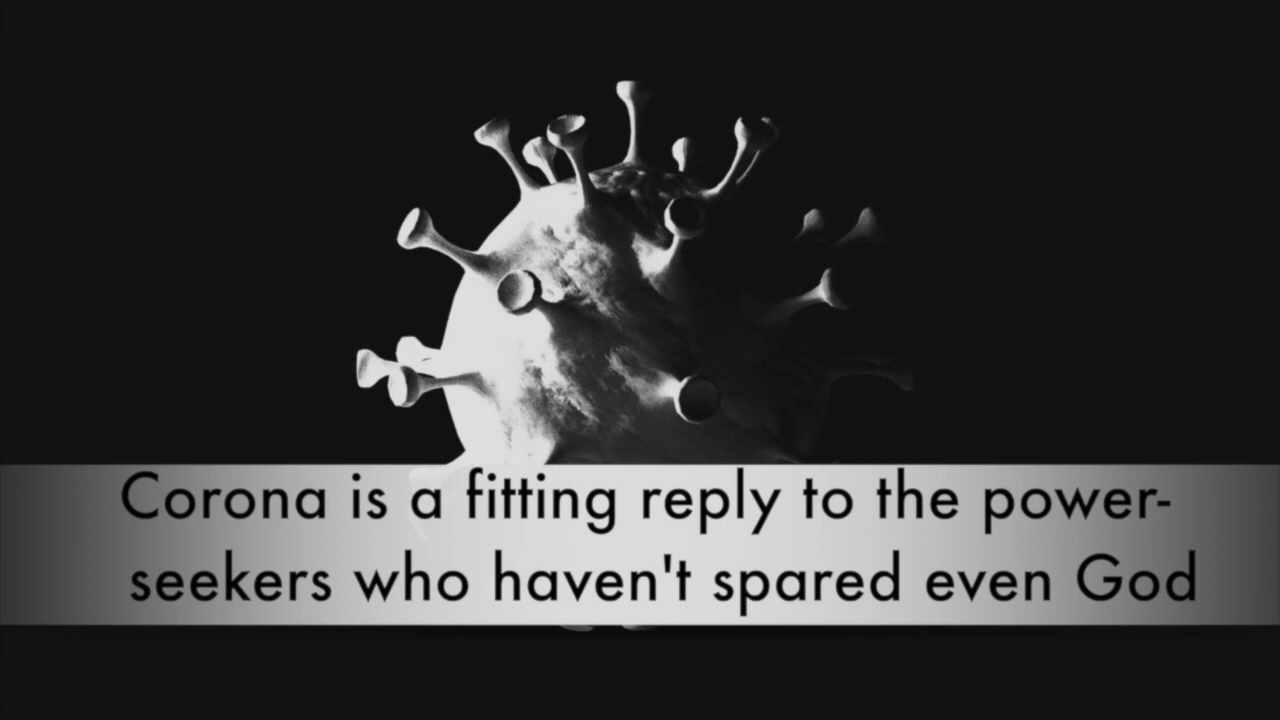 Corona is a fitting reply to the power-
seekers who haven't spared even God